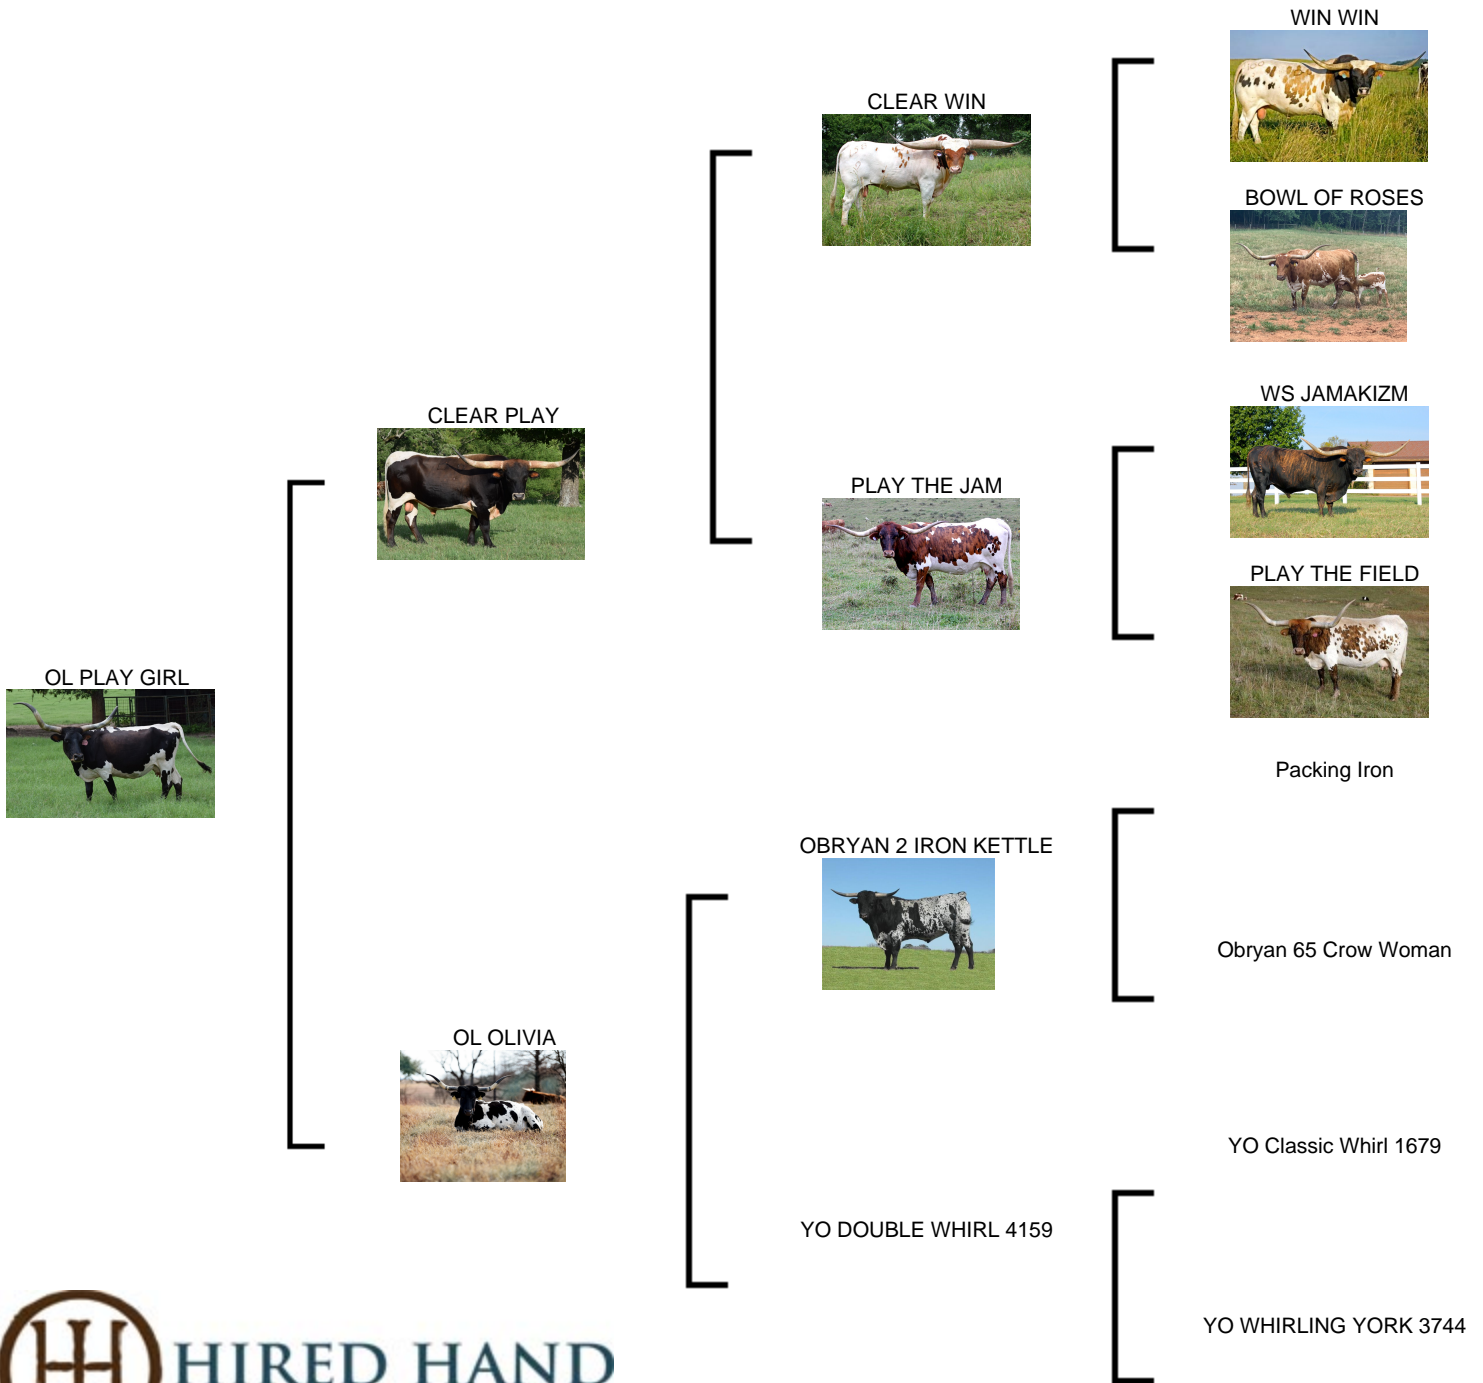 WIN WIN
CLEAR WIN
BOWL OF ROSES
WS JAMAKIZM
CLEAR PLAY
PLAY THE JAM
PLAY THE FIELD
OL PLAY GIRL
Packing Iron
OBRYAN 2 IRON KETTLE
Obryan 65 Crow Woman
OL OLIVIA
YO Classic Whirl 1679
YO DOUBLE WHIRL 4159
YO WHIRLING YORK 3744
HIRED HAND